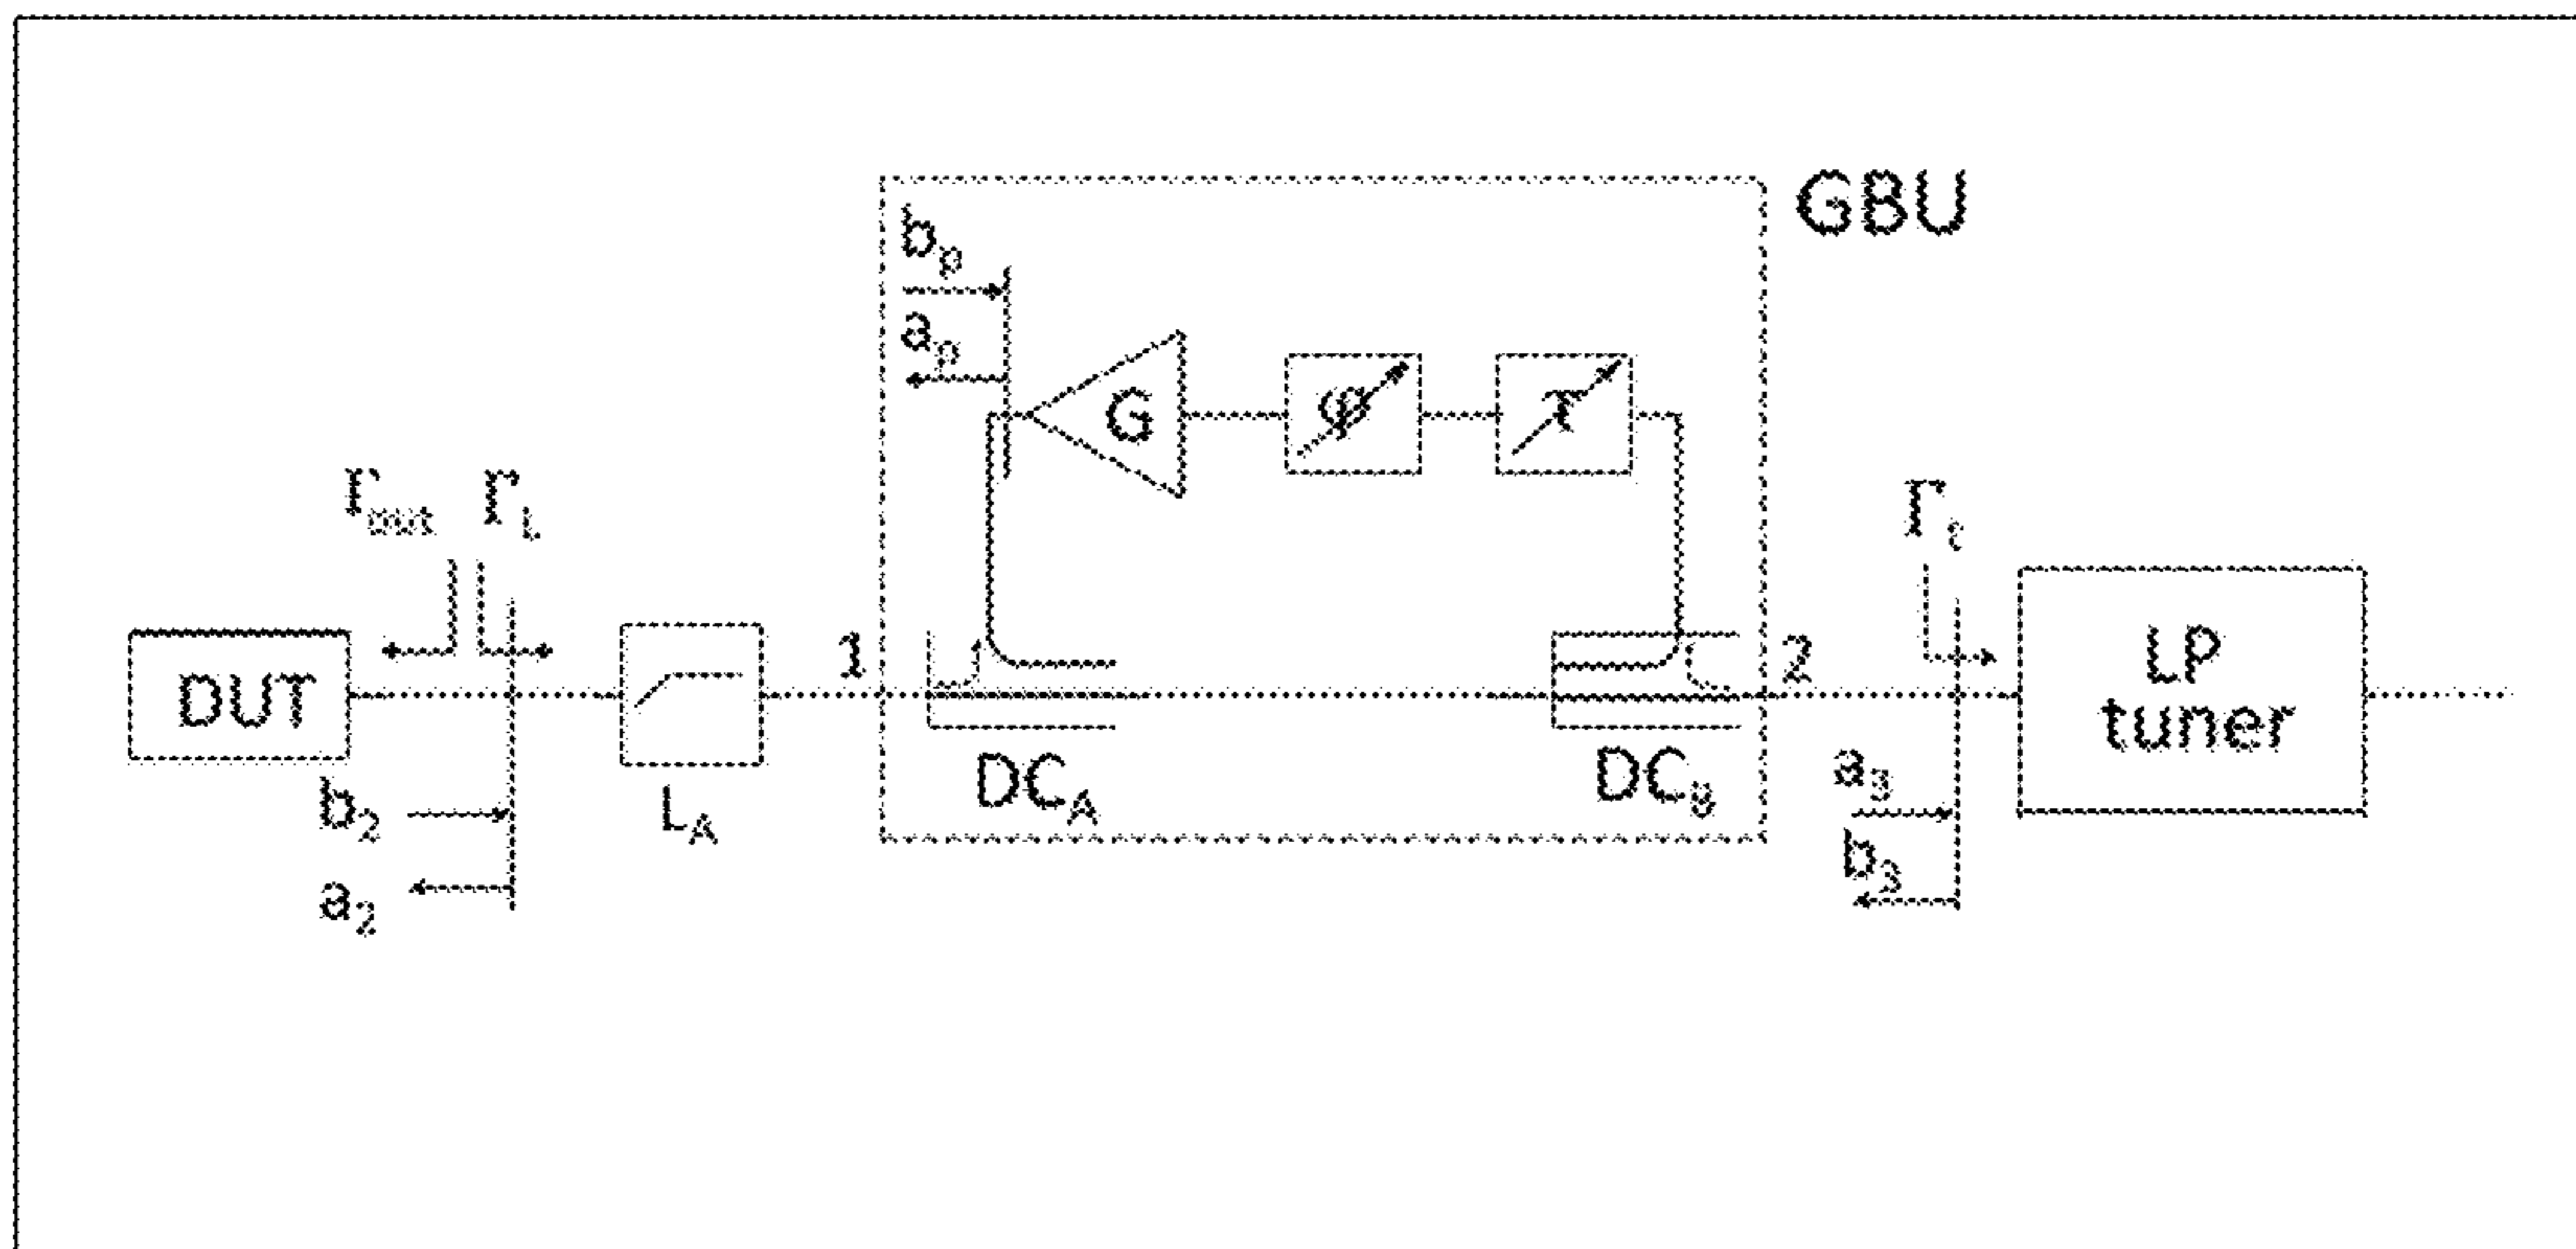 GBU
b_p
a_p
G
φ
τ
Γ_out
Γ_L
Γ_t
DUT
1
2
LP
tuner
L_A
DC_A
DC_B
b_2
a_2
a_3
b_3